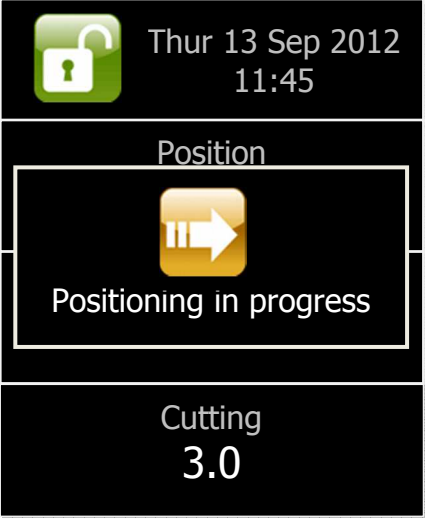 Thur 13 Sep 2012
11:45
Position
Positioning in progress
Cutting
3.0